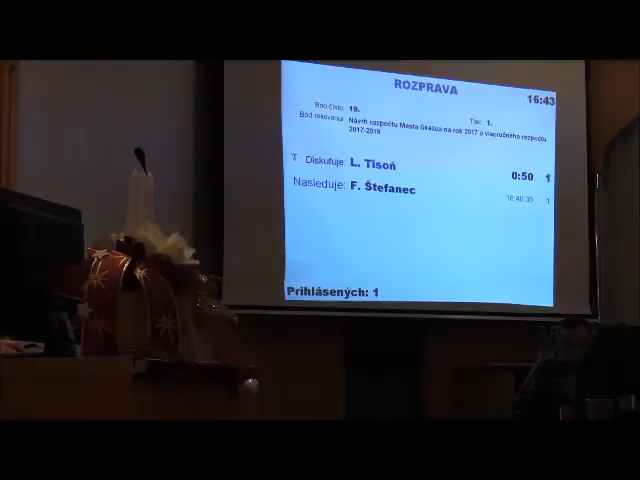 ROZPRAVA
16:43
Bod číslo: 19. Tlač: 1.
Bod rokovania: Návrh rozpočtu Mesta Skalica na rok 2017 a viacročného rozpočtu
2017-2019
Diskutuje: L. Tisoň 0:50 1
Nasleduje: F. Štefanec 16:40:35 1
Prihlásených: 1